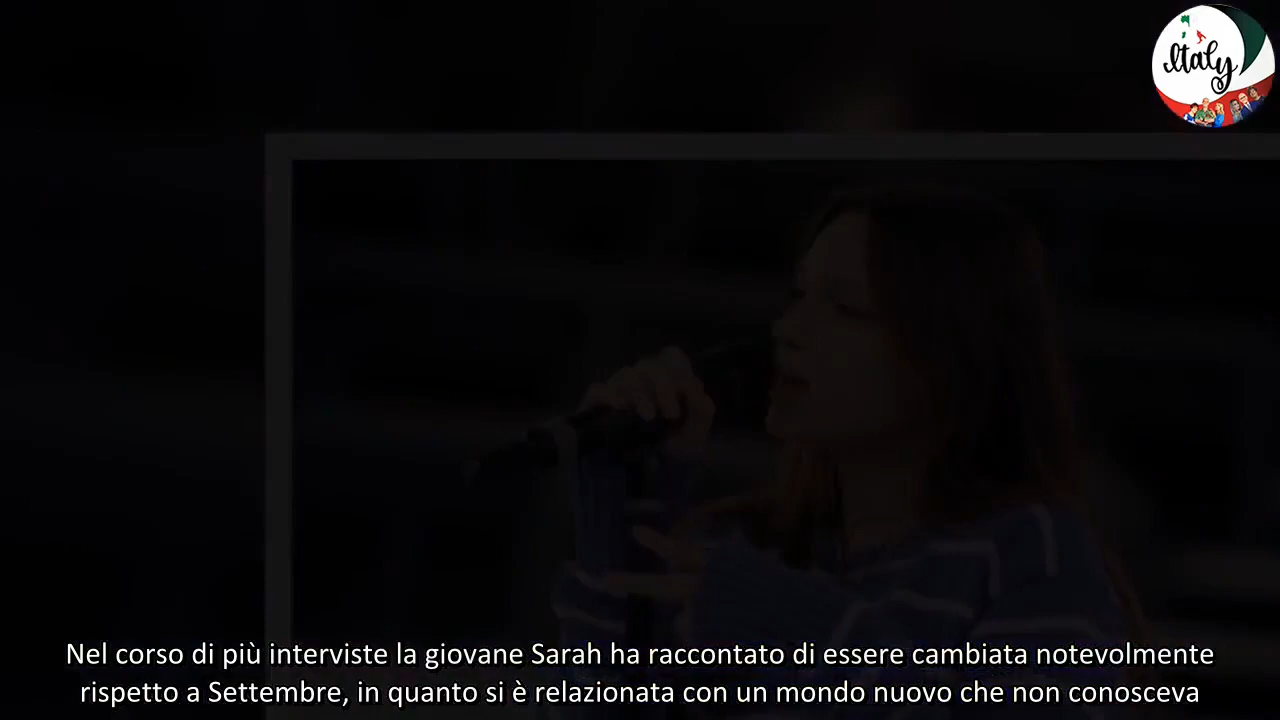 Italy
Nel corso di più interviste la giovane Sarah ha raccontato di essere cambiata notevolmente
rispetto a Settembre, in quanto si è relazionata con un mondo nuovo che non conosceva